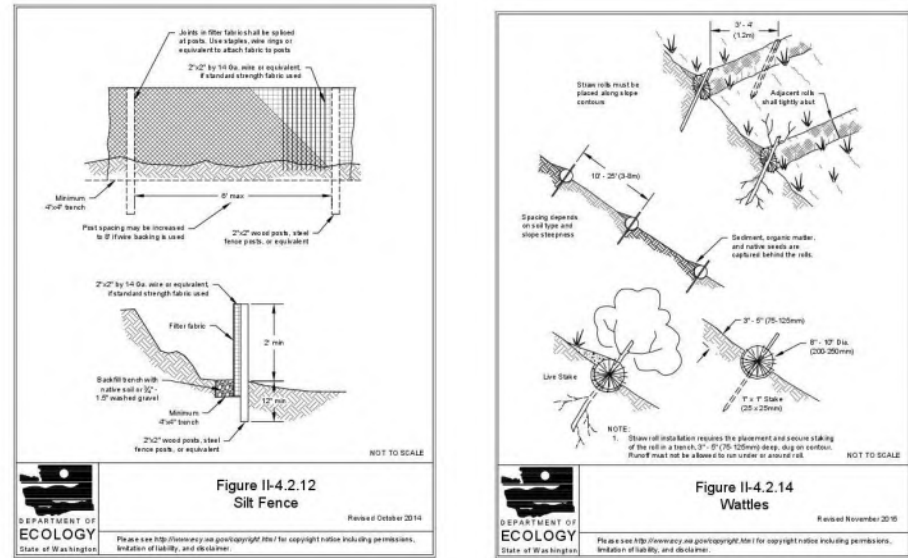 Joints in filter fabric shall be spliced
at posts. Use staples, wire rings or
equivalent to attach fabric to posts
2"x2" by 14 Ga. wire or equivalent,
if standard strength fabric used
Minimum
4"x4" trench
6' max
Post spacing may be increased
to 8' if wire backing is used
2"x2" wood posts, steel
fence posts, or equivalent
2"x2" by 14 Ga. wire or equivalent,
if standard strength fabric used
Filter fabric
2' min
Backfill trench with
native soil or ¾" -
1.5" washed gravel
12" min
Minimum
4"x4" trench
2"x2" wood posts, steel
fence posts, or equivalent
NOT TO SCALE
DEPARTMENT OF
ECOLOGY
State of Washington
Figure II-4.2.12
Silt Fence
Revised October 2014
Please see http://www.ecy.wa.gov/copyright.html for copyright notice including permissions,
limitation of liability, and disclaimer.
3' - 4'
(1.2m)
Straw rolls must be
placed along slope
contours
Adjacent rolls
shall tightly abut
10' - 25' (3-8m)
Spacing depends
on soil type and
slope steepness
Sediment, organic matter,
and native seeds are
captured behind the rolls.
3" - 5" (75-125mm)
8" - 10" Dia.
(200-250mm)
Live Stake
1" x 1" Stake
(25 x 25mm)
NOTE:
1. Straw roll installation requires the placement and secure staking
of the roll in a trench, 3" - 5" (75-125mm) deep, dug on contour.
Runoff must not be allowed to run under or around roll.
NOT TO SCALE
DEPARTMENT OF
ECOLOGY
State of Washington
Figure II-4.2.14
Wattles
Revised November 2016
Please see http://www.ecy.wa.gov/copyright.html for copyright notice including permissions,
limitation of liability, and disclaimer.